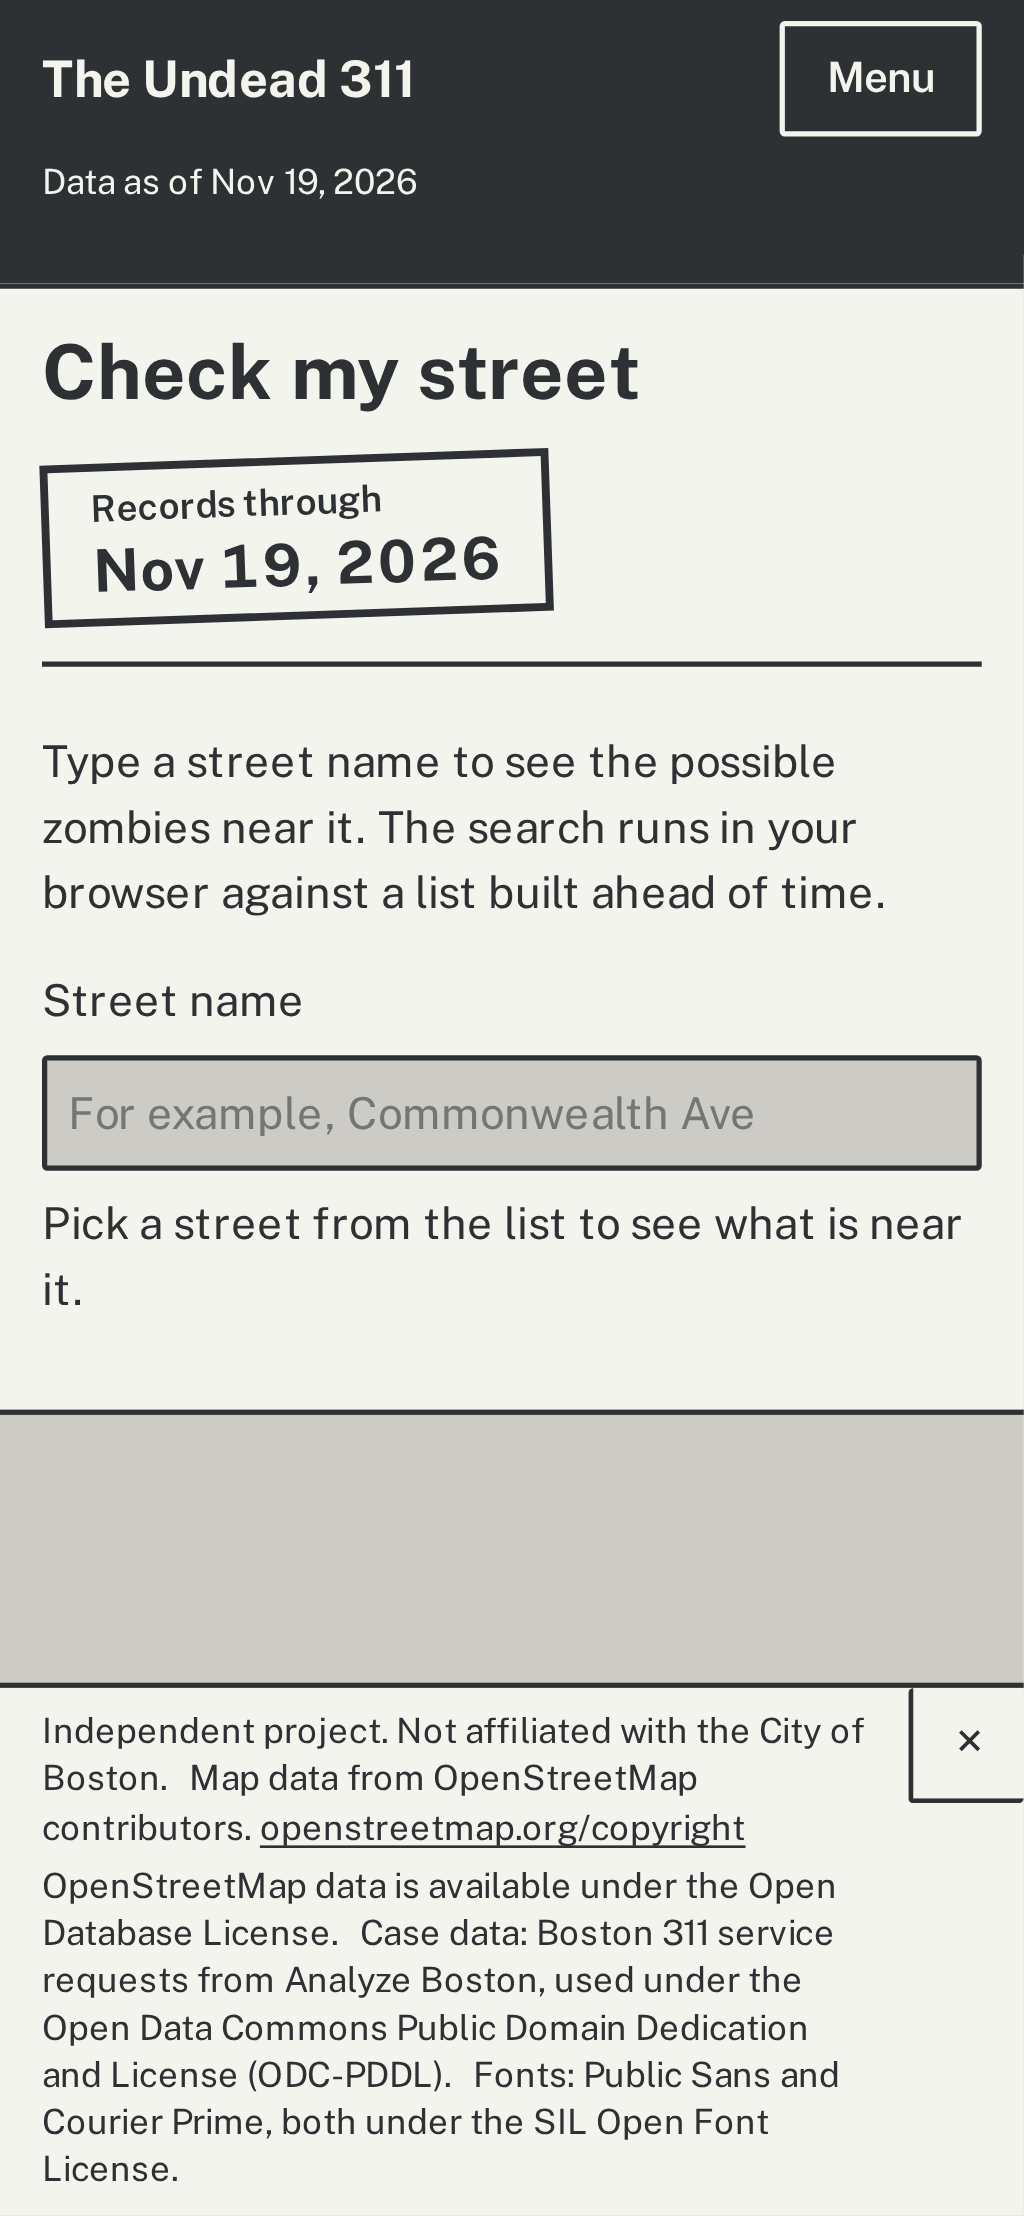 The Undead 311
Menu
Data as of Nov 19, 2026
Check my street
Records through
Nov 19, 2026
Type a street name to see the possible
zombies near it. The search runs in your
browser against a list built ahead of time.
Street name
For example, Commonwealth Ave
Pick a street from the list to see what is near
it.
Independent project. Not affiliated with the City of
Boston. Map data from OpenStreetMap
contributors. openstreetmap.org/copyright
OpenStreetMap data is available under the Open
Database License. Case data: Boston 311 service
requests from Analyze Boston, used under the
Open Data Commons Public Domain Dedication
and License (ODC-PDDL). Fonts: Public Sans and
Courier Prime, both under the SIL Open Font
License.